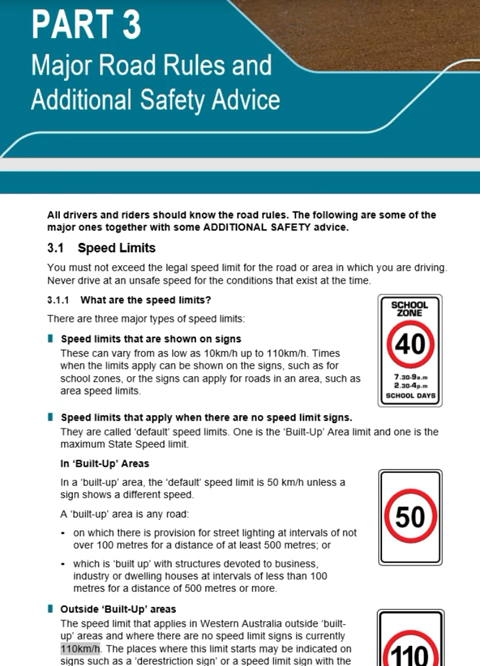 PART 3
Major Road Rules and
Additional Safety Advice
All drivers and riders should know the road rules. The following are some of the
major ones together with some ADDITIONAL SAFETY advice.
3.1 Speed Limits
You must not exceed the legal speed limit for the road or area in which you are driving.
Never drive at an unsafe speed for the conditions that exist at the time.
3.1.1 What are the speed limits?
There are three major types of speed limits:
Speed limits that are shown on signs
These can vary from as low as 10km/h up to 110km/h. Times
when the limits apply can be shown on the signs, such as for
school zones, or the signs can apply for roads in an area, such as
area speed limits.
SCHOOL
ZONE
40
7.30-9a.m
2.30-4p.m
SCHOOL DAYS
Speed limits that apply when there are no speed limit signs.
They are called 'default' speed limits. One is the 'Built-Up' Area limit and one is the
maximum State Speed limit.
In 'Built-Up' Areas
In a 'built-up' area, the 'default' speed limit is 50 km/h unless a
sign shows a different speed.
A 'built-up' area is any road:
• on which there is provision for street lighting at intervals of not
over 100 metres for a distance of at least 500 metres; or
• which is 'built up' with structures devoted to business,
industry or dwelling houses at intervals of less than 100
metres for a distance of 500 metres or more.
50
Outside 'Built-Up' areas
The speed limit that applies in Western Australia outside 'built-
up' areas and where there are no speed limit signs is currently
110km/h. The places where this limit starts may be indicated on
signs such as a 'derestriction sign' or a speed limit sign with the
110